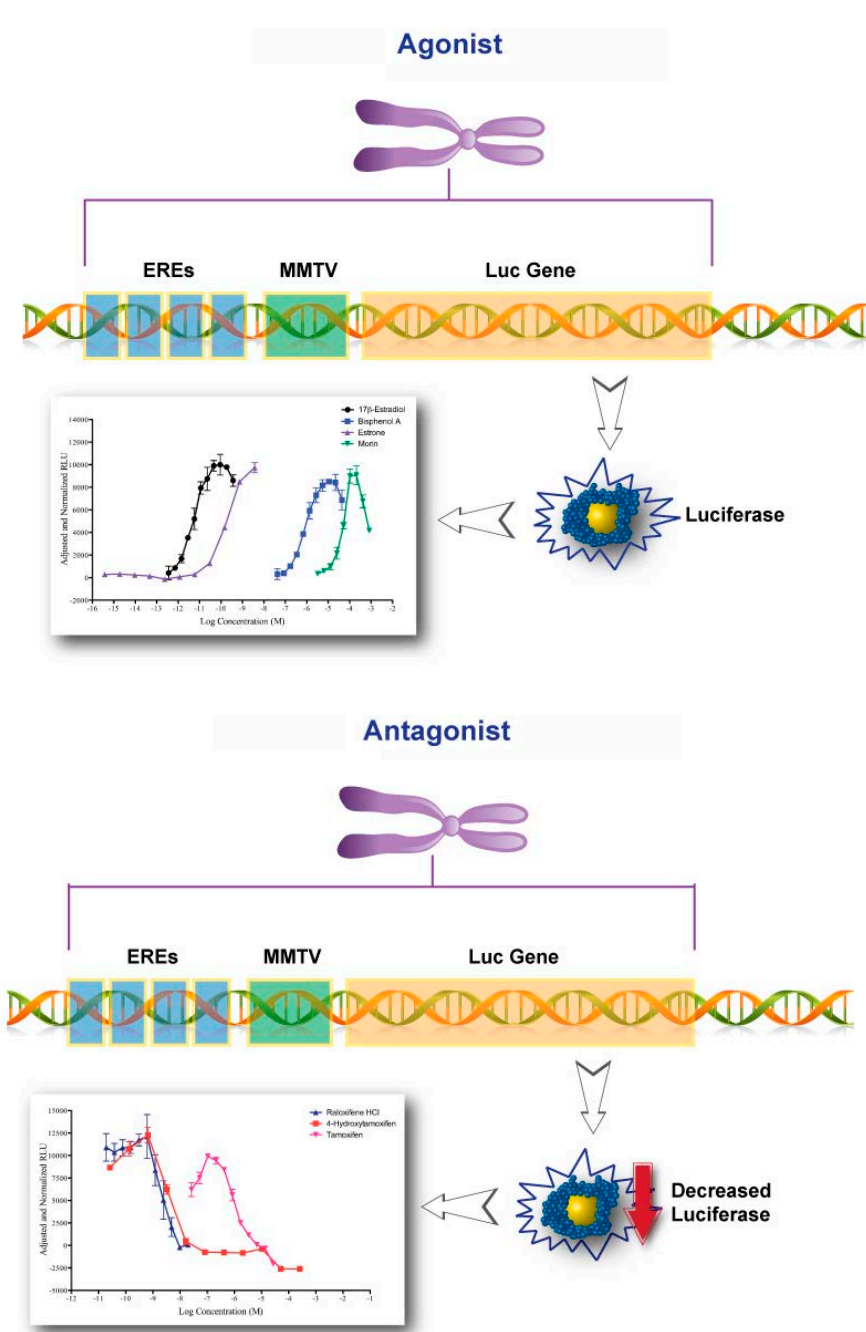 Agonist
EREs MMTV Luc Gene
17β-Estradiol
Bisphenol A
Estrone
Morin
Adjusted and Normalized RLU
14000
12000
10000
8000
6000
4000
2000
0
-2000
-16 -15 -14 -13 -12 -11 -10 -9 -8 -7 -6 -5 -4 -3 -2
Log Concentration (M)
Luciferase
Antagonist
EREs MMTV Luc Gene
Raloxifene HCl
4-Hydroxytamoxifen
Tamoxifen
Adjusted and Normalized RLU
15000
12500
10000
7500
5000
2500
0
-2500
-5000
-12 -11 -10 -9 -8 -7 -6 -5 -4 -3 -2 -1
Log Concentration (M)
Decreased
Luciferase